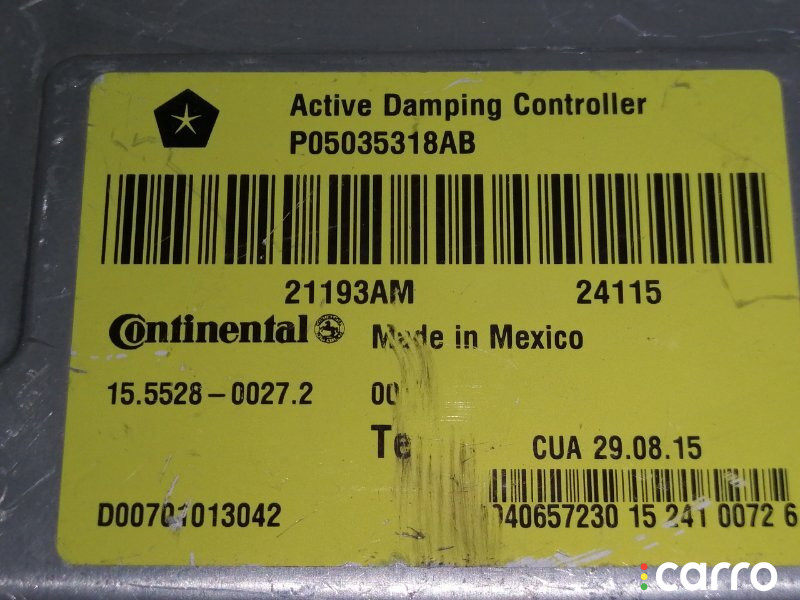 Active Damping Controller
P05035318AB
21193AM 24115
Continental Made in Mexico
15.5528-0027.2
CUA 29.08.15
D00701013042 15 241 0072 6
carro